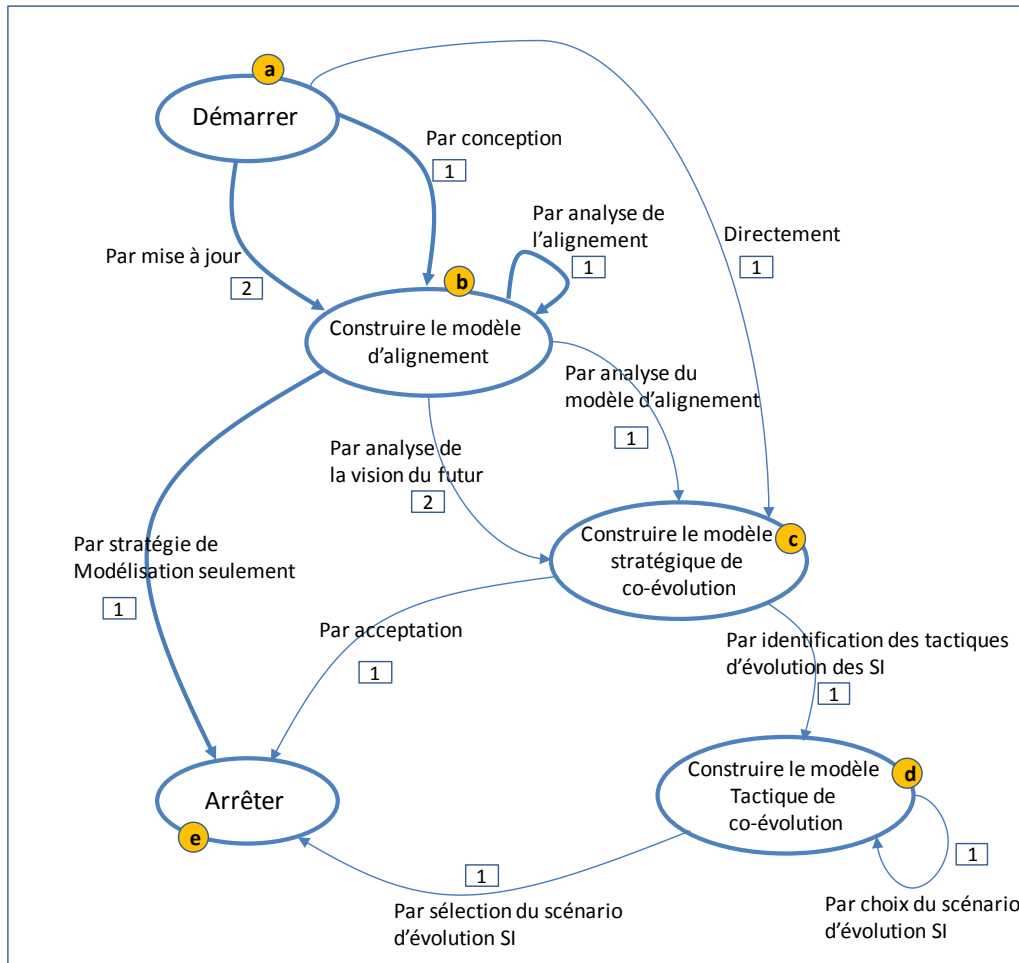 a
Démarrer
Par conception
1
Par analyse de
l'alignement
1
Directement
1
Par mise à jour
2
b
Construire le modèle
d'alignement
Par analyse du
modèle d'alignement
1
Par analyse de
la vision du futur
2
c
Construire le modèle
stratégique de
co-évolution
Par stratégie de
Modélisation seulement
1
Par acceptation
1
Par identification des tactiques
d'évolution des SI
1
d
Construire le modèle
Tactique de
co-évolution
Arrêter
e
1
Par sélection du scénario
d'évolution SI
1
Par choix du scénario
d'évolution SI